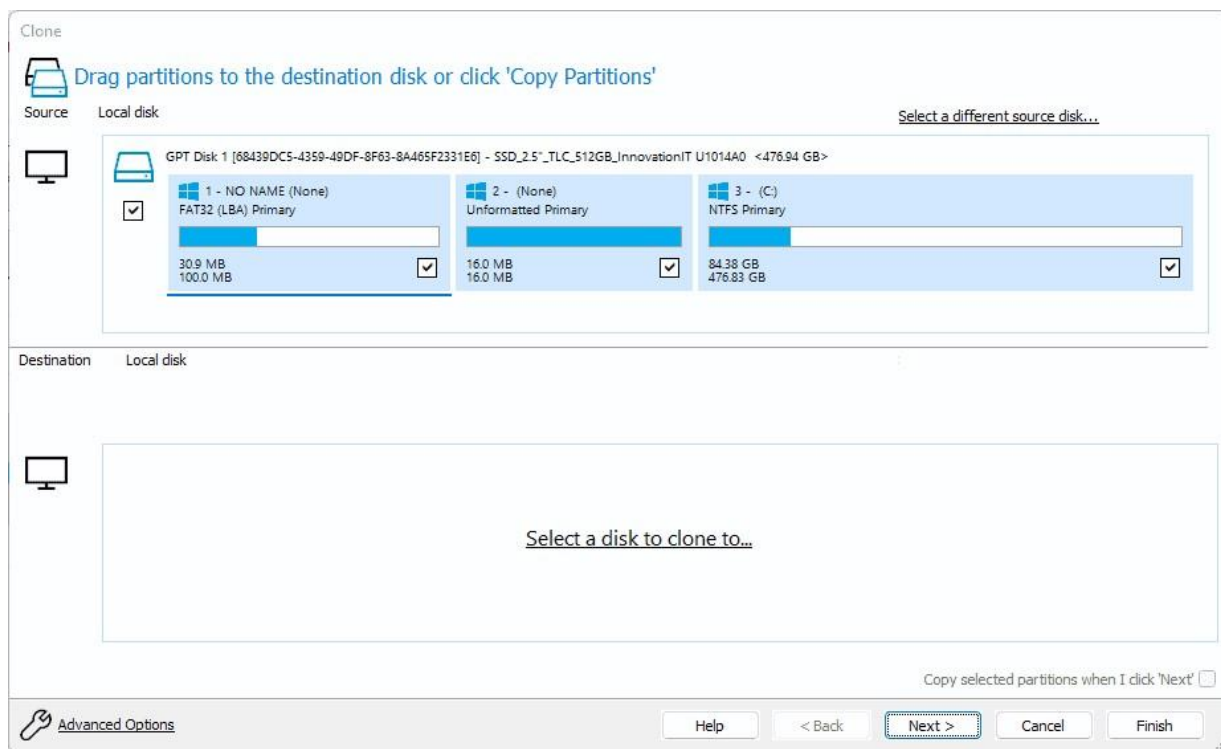 Clone
Drag partitions to the destination disk or click 'Copy Partitions'
Source Local disk Select a different source disk...
GPT Disk 1 [68439DC5-4359-49DF-8F63-8A465F2331E6] - SSD_2.5"_TLC_512GB_InnovationIT U1014A0 <476.94 GB>
1 - NO NAME (None)
FAT32 (LBA) Primary
30.9 MB
100.0 MB
2 - (None)
Unformatted Primary
16.0 MB
16.0 MB
3 - (C:)
NTFS Primary
84.38 GB
476.83 GB
Destination Local disk
Select a disk to clone to...
Copy selected partitions when I click 'Next'
Advanced Options Help < Back Next > Cancel Finish